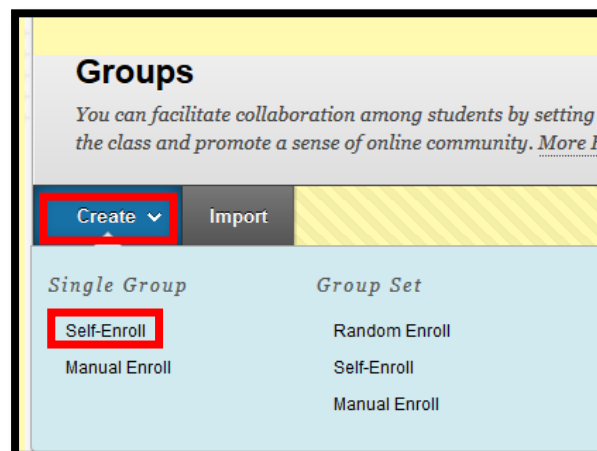 Groups
You can facilitate collaboration among students by setting
the class and promote a sense of online community. More
Create Import
Single Group Group Set
Self-Enroll Random Enroll
Manual Enroll Self-Enroll
Manual Enroll